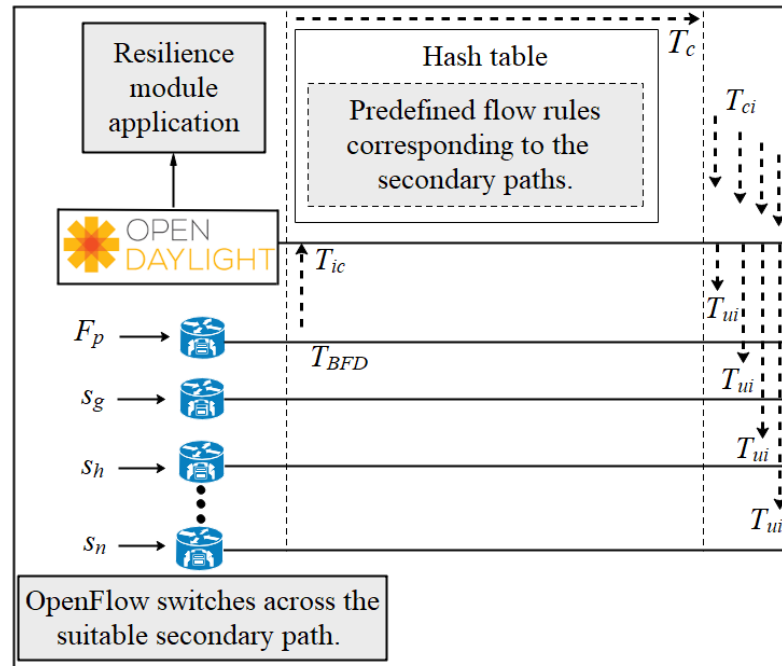 Resilience
module
application
T_c
Hash table
Predefined flow rules
corresponding to the
secondary paths.
T_ci
OPEN
DAYLIGHT
T_ic
T_ui
F_p
T_BFD
T_ui
s_g
T_ui
s_h
T_ui
s_n
OpenFlow switches across the
suitable secondary path.